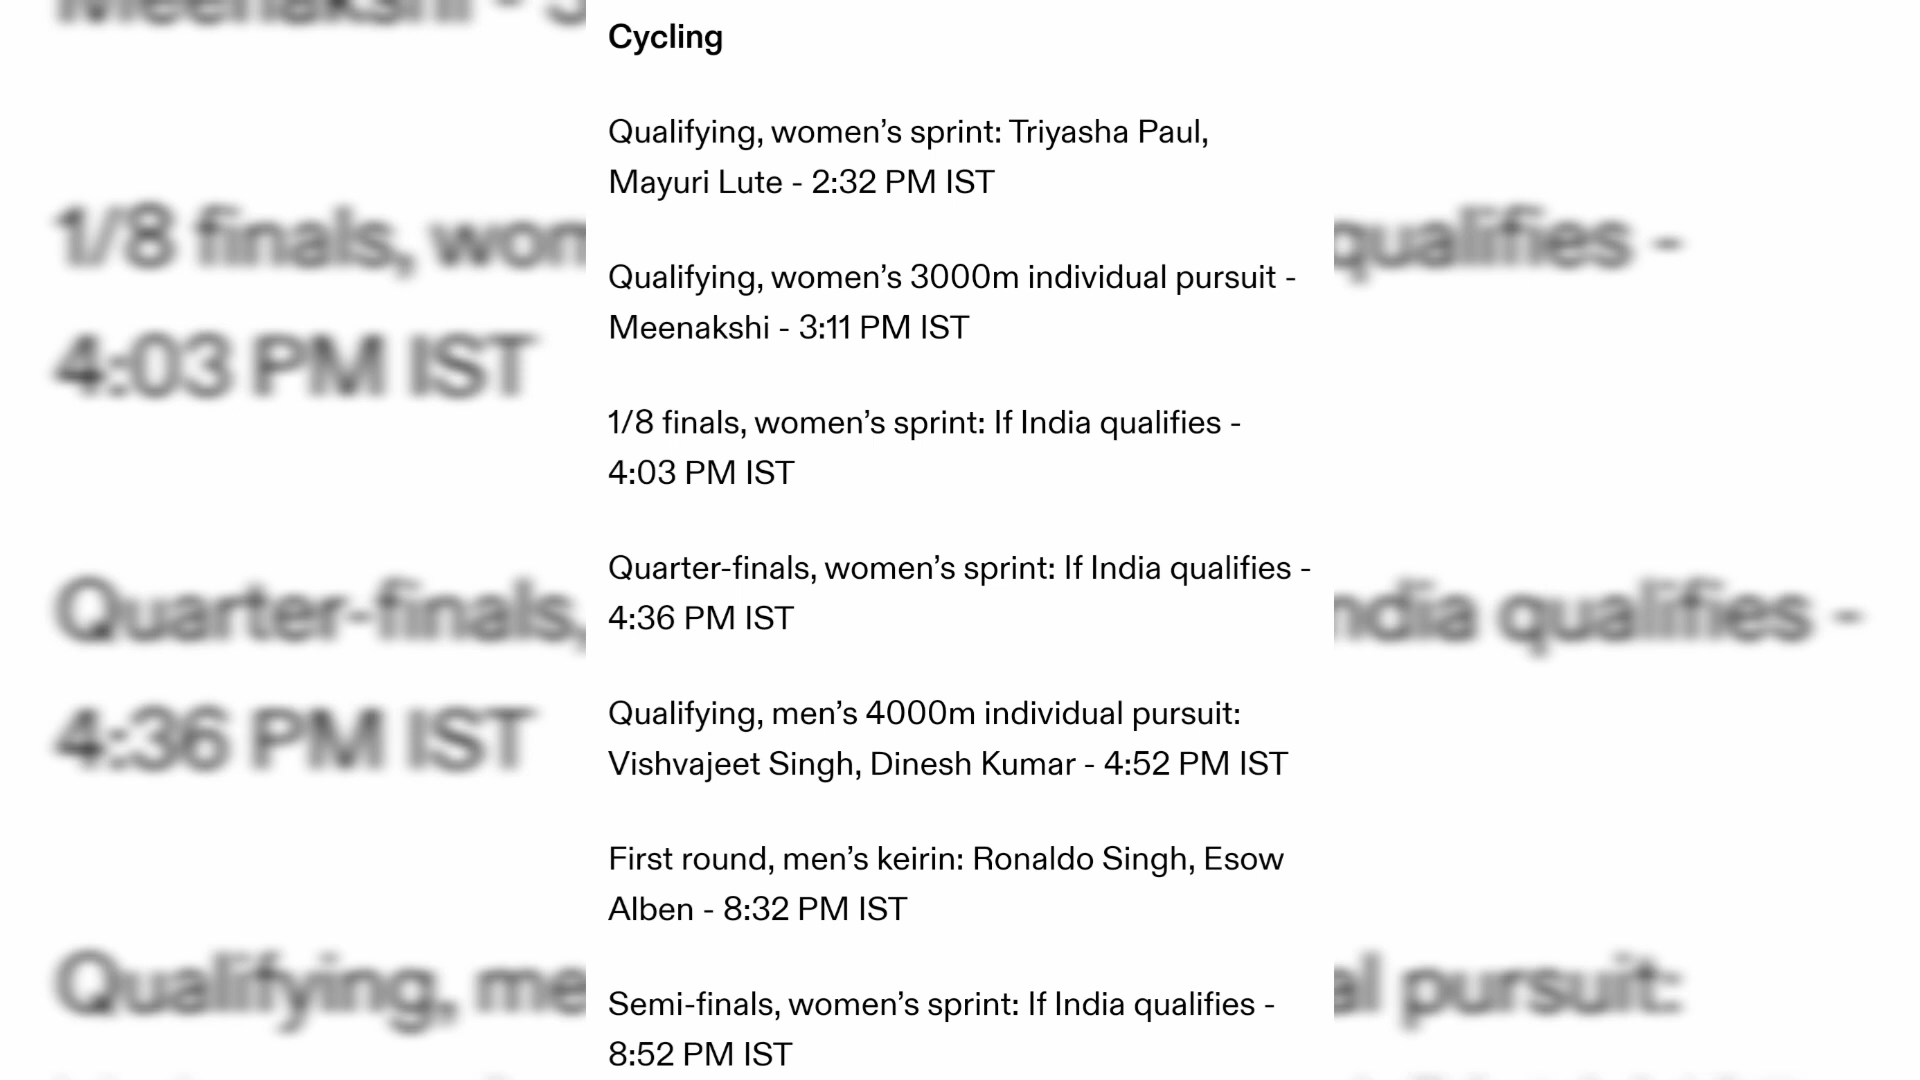 Cycling
Qualifying, women’s sprint: Triyasha Paul,
Mayuri Lute - 2:32 PM IST
Qualifying, women’s 3000m individual pursuit -
Meenakshi - 3:11 PM IST
1/8 finals, women’s sprint: If India qualifies -
4:03 PM IST
Quarter-finals, women’s sprint: If India qualifies -
4:36 PM IST
Qualifying, men’s 4000m individual pursuit:
Vishvajeet Singh, Dinesh Kumar - 4:52 PM IST
First round, men’s keirin: Ronaldo Singh, Esow
Alben - 8:32 PM IST
Semi-finals, women’s sprint: If India qualifies -
8:52 PM IST